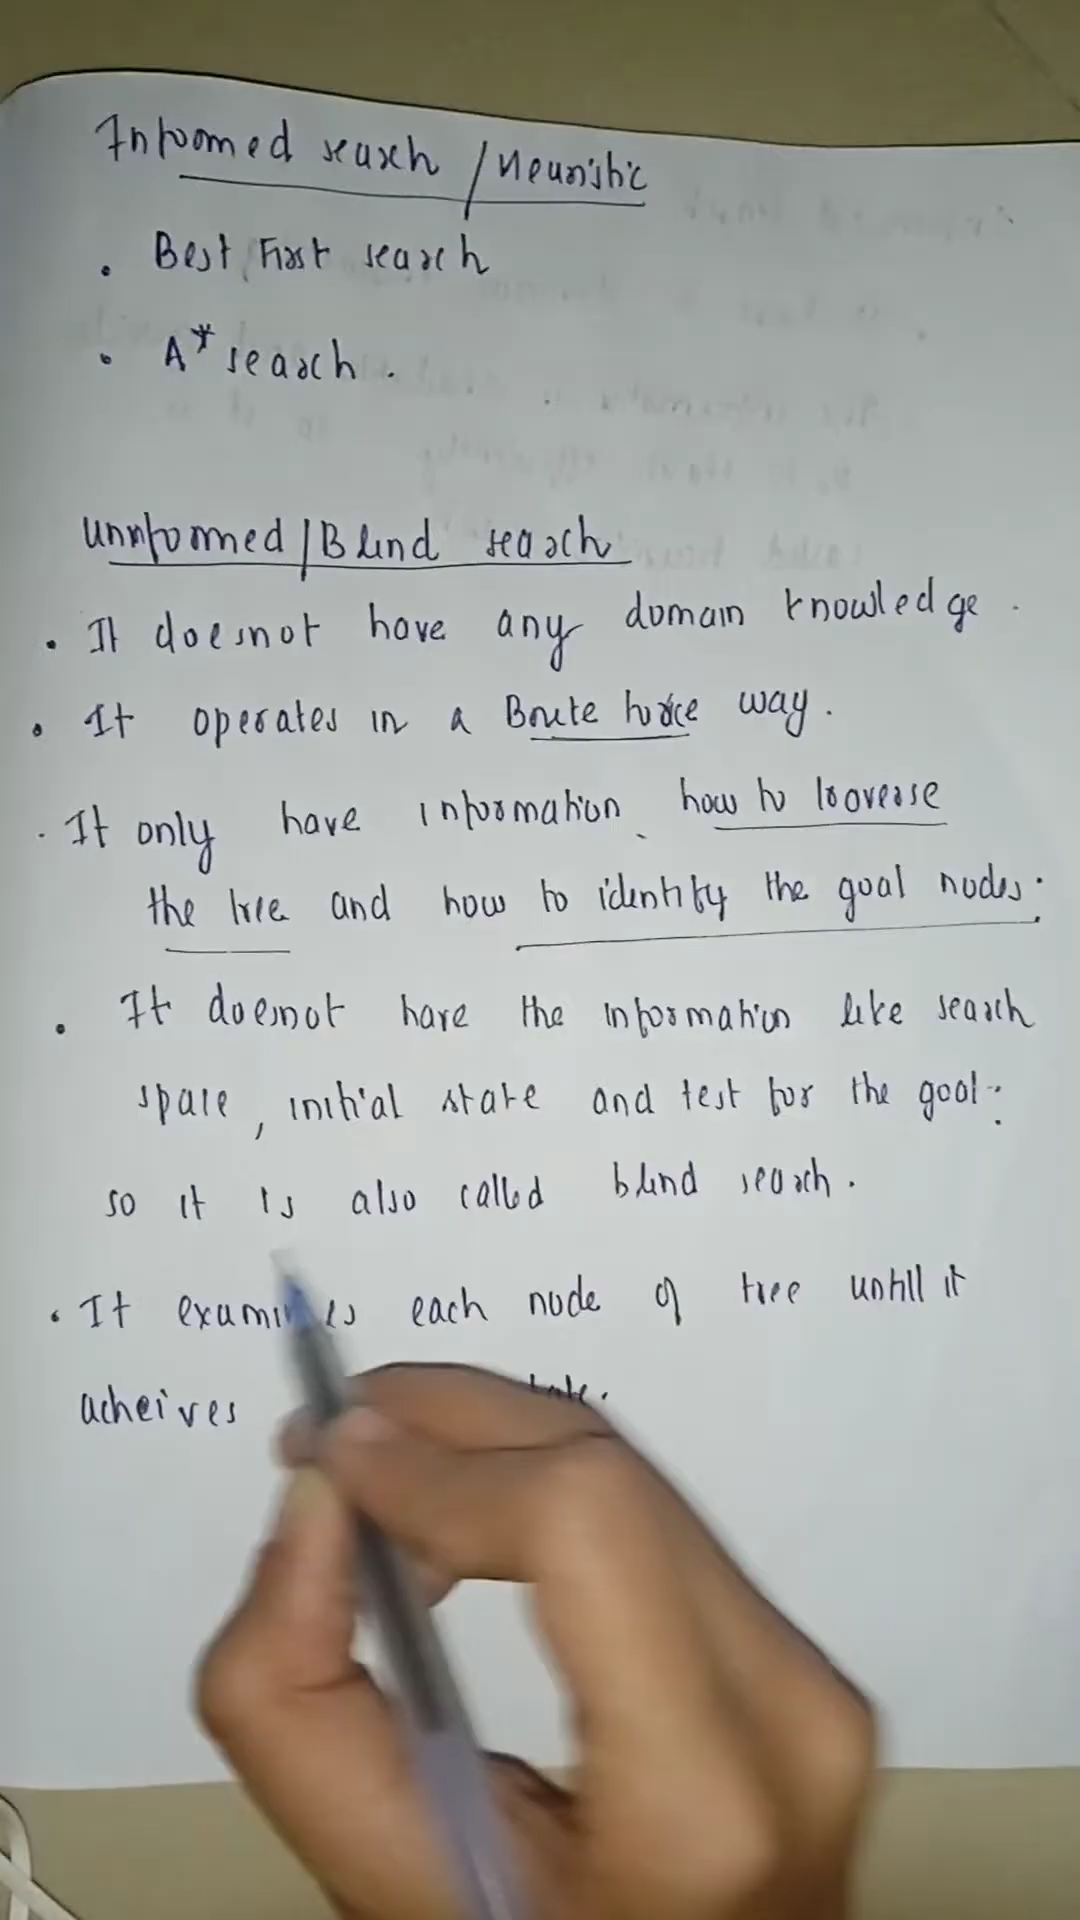 Informed search / Heuristic
. Best First search
. A* search.
Uninformed / Blind search
. It doesnot have any domain knowledge.
. It operates in a Brute force way.
. It only have information how to traverse
the tree and how to identify the goal nodes.
. It doesnot have the information like search
space, initial state and test for the goal.
so it is also called blind search.
. It examines each node of tree untill it
acheives